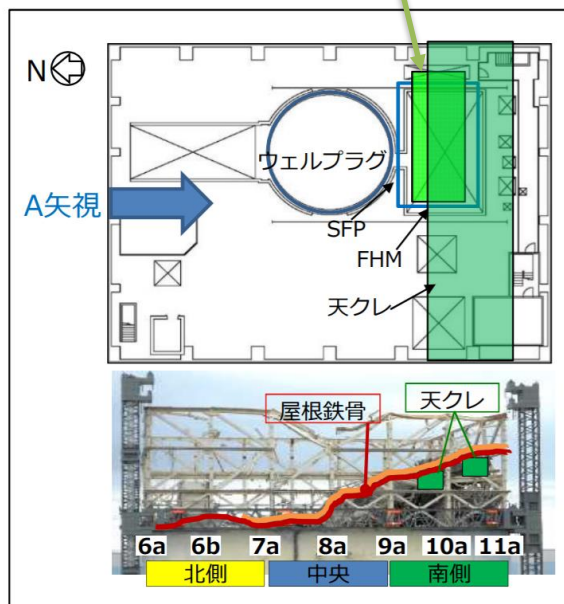 N
ウェルプラグ
A矢視
SFP
FHM
天クレ
屋根鉄骨
天クレ
6a 6b 7a 8a 9a 10a 11a
北側 中央 南側